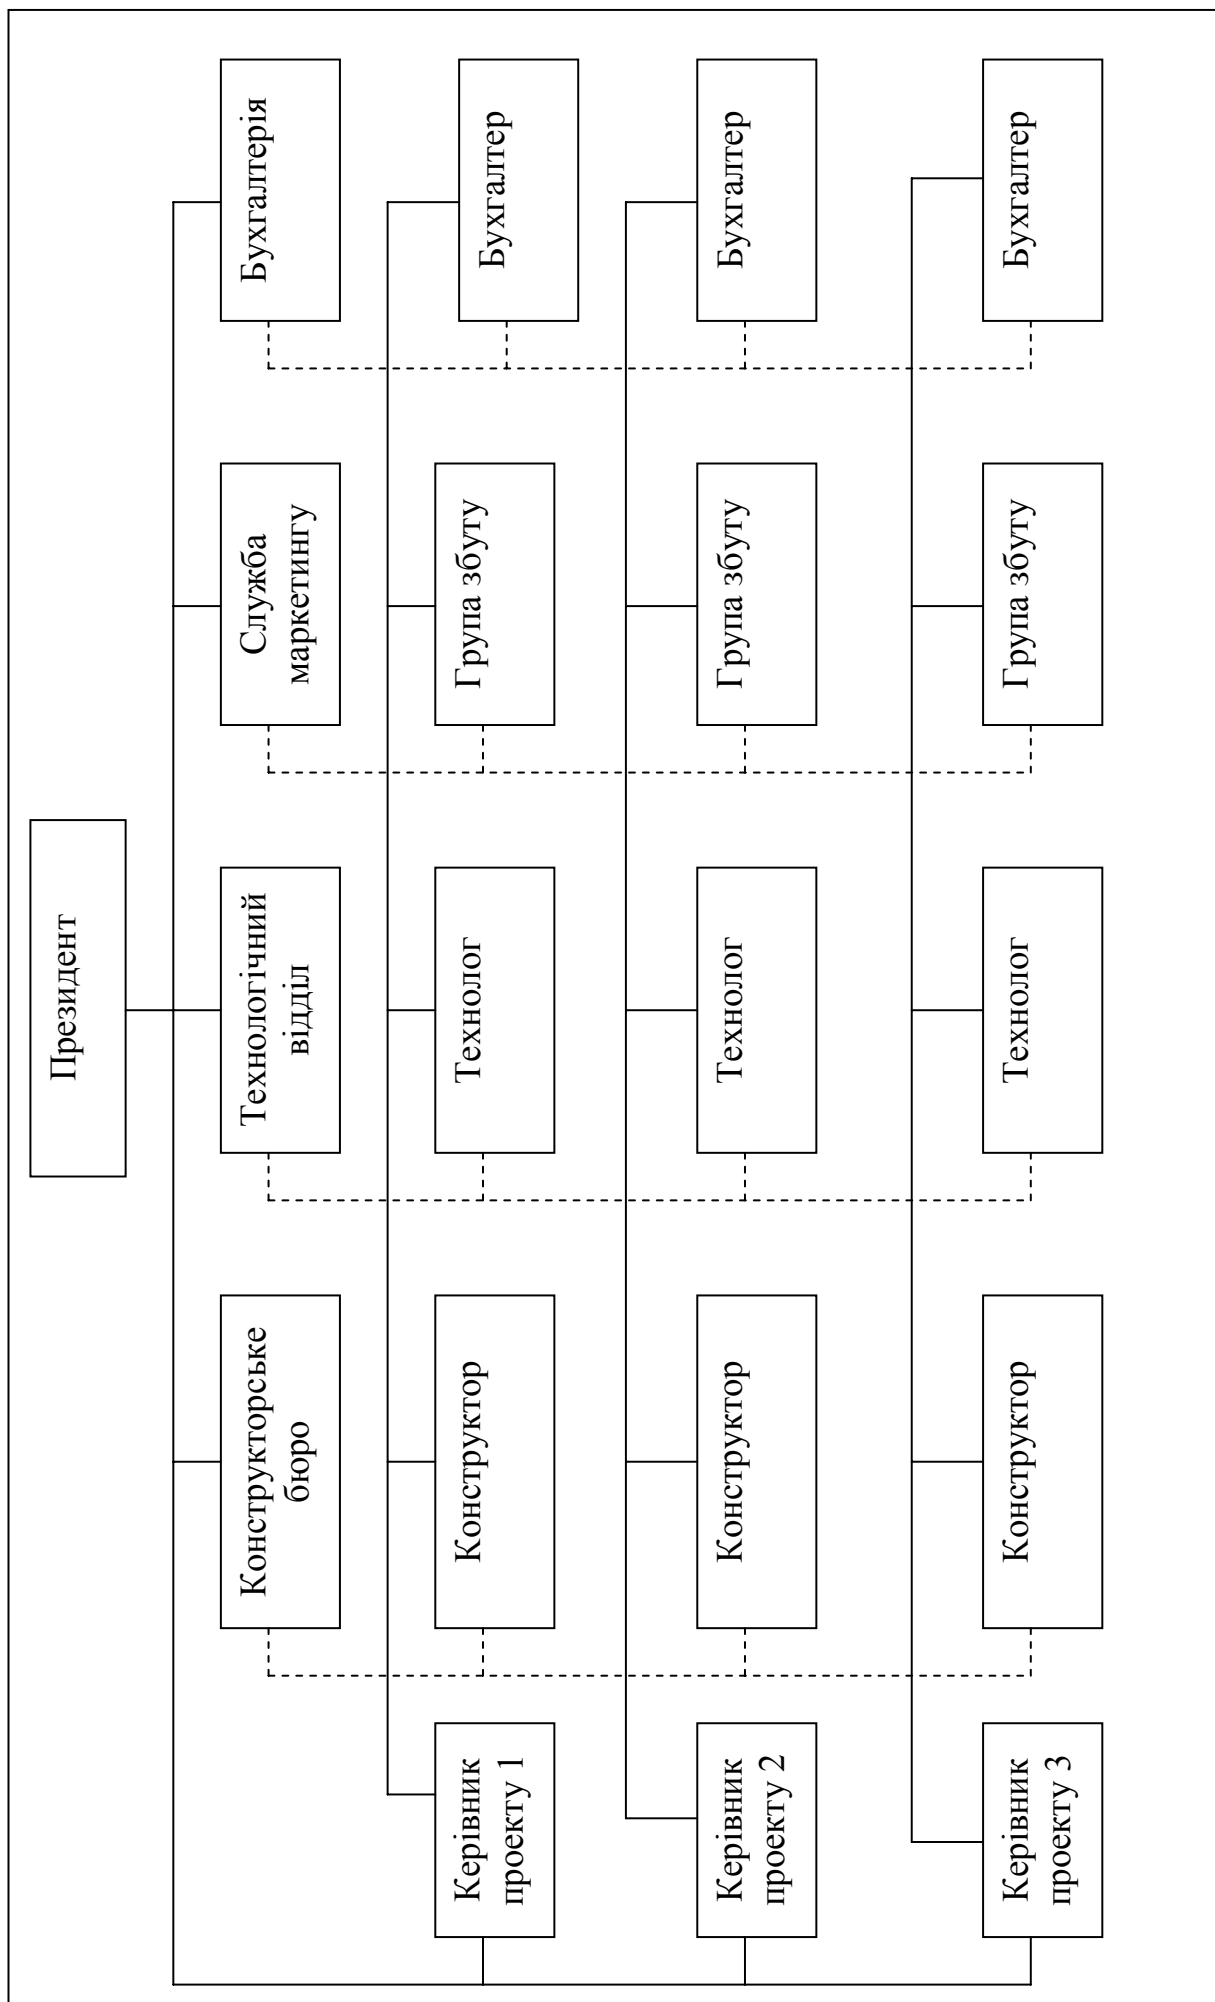 Президент
Конструкторське
бюро
Технологічний
відділ
Служба
маркетингу
Бухгалтерія
Керівник
проекту 1
Конструктор
Технолог
Група збуту
Бухгалтер
Керівник
проекту 2
Конструктор
Технолог
Група збуту
Бухгалтер
Керівник
проекту 3
Конструктор
Технолог
Група збуту
Бухгалтер